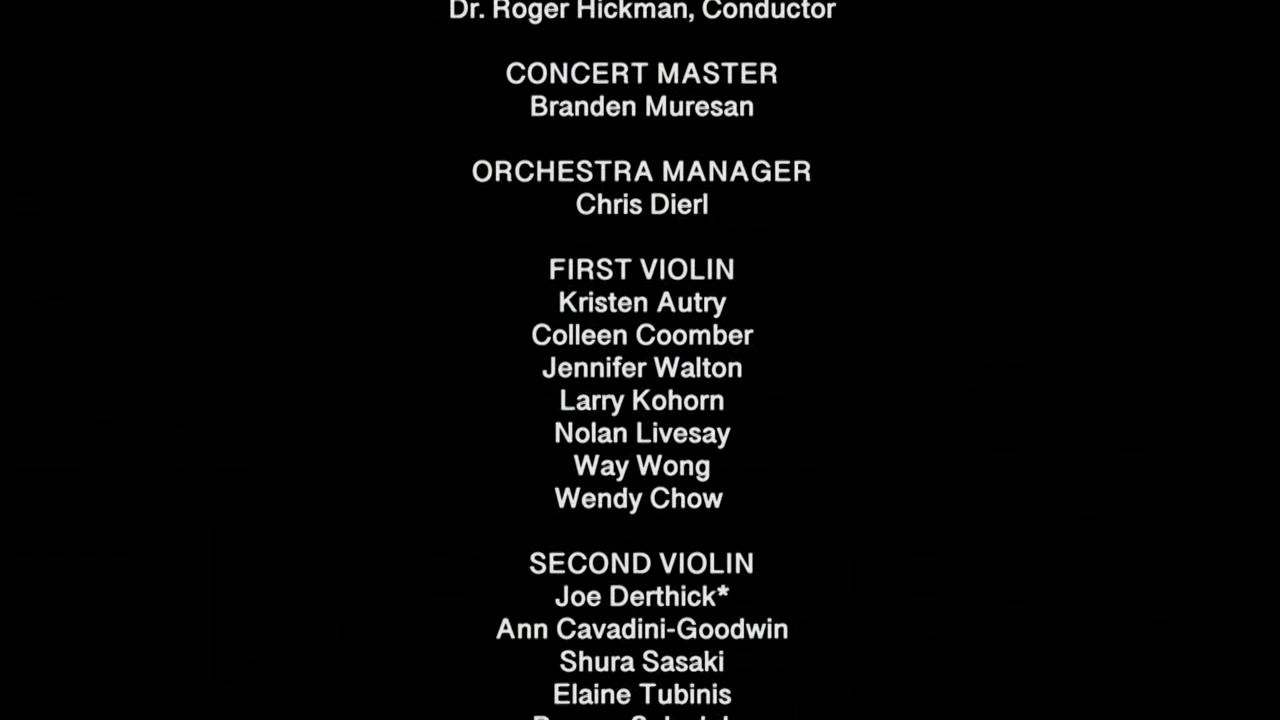 Dr. Roger Hickman, Conductor
CONCERT MASTER
Branden Muresan
ORCHESTRA MANAGER
Chris Dierl
FIRST VIOLIN
Kristen Autry
Colleen Coomber
Jennifer Walton
Larry Kohorn
Nolan Livesay
Way Wong
Wendy Chow
SECOND VIOLIN
Joe Derthick*
Ann Cavadini-Goodwin
Shura Sasaki
Elaine Tubinis